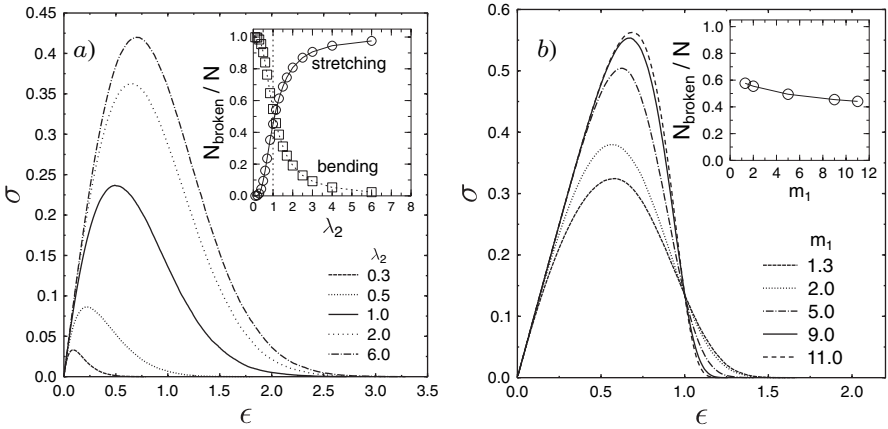 a)
0.45
0.40
0.35
0.30
0.25
0.20
0.15
0.10
0.05
0.00
σ
0.0 0.5 1.0 1.5 2.0 2.5 3.0 3.5
ϵ
N_broken / N
1.0
0.8
0.6
0.4
0.2
0.0
0 1 2 3 4 5 6 7 8
λ₂
stretching
bending
λ₂
0.3
0.5
1.0
2.0
6.0
b)
0.6
0.5
0.4
0.3
0.2
0.1
0.0
σ
0.0 0.5 1.0 1.5 2.0
ϵ
N_broken / N
1.0
0.8
0.6
0.4
0.2
0.0
0 2 4 6 8 10 12
m₁
m₁
1.3
2.0
5.0
9.0
11.0